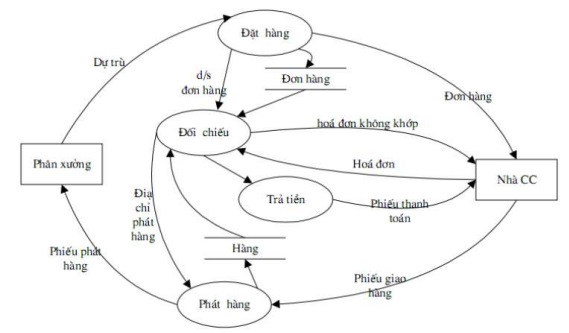 Đặt hàng
Dự trù
d/s
đơn hàng
Đơn hàng
Đơn hàng
Đối chiếu
hoá đơn không khớp
Phân xưởng
Hoá đơn
Nhà CC
Trả tiền
Phiếu thanh
toán
Điạ
chi
phát
hàng
Hàng
Phiếu phát
hàng
Phiếu giao
hàng
Phát hàng